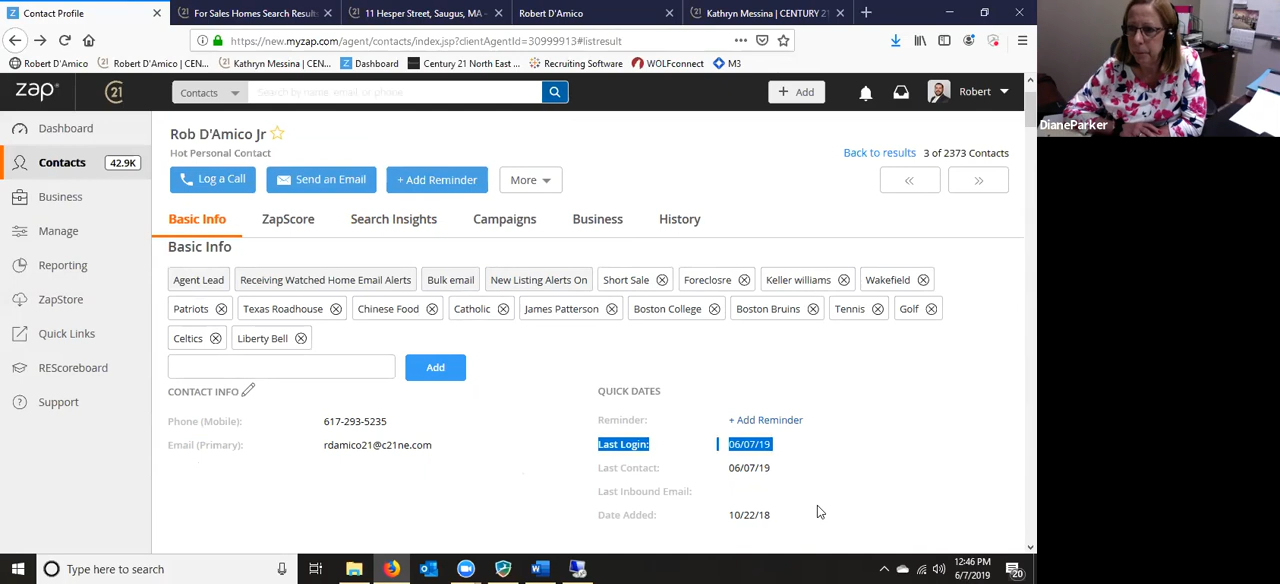 Contact Profile
For Sales Homes Search Result
11 Hesper Street, Saugus, MA -
Robert D'Amico
Kathryn Messina | CENTURY 21
https://new.myzap.com/agent/contacts/index.jsp?clientAgentId=30999913#listresult
Robert D'Amico
Robert D'Amico | CEN...
Kathryn Messina | CEN...
Dashboard
Century 21 North East ...
Recruiting Software
WOLFconnect
M3
DianeParker
zap
C21
Contacts
Search by name, email or phone
+ Add
Robert
Dashboard
Contacts 42.9K
Business
Manage
Reporting
ZapStore
Quick Links
REScoreboard
Support
Rob D'Amico Jr
Hot Personal Contact
Back to results 3 of 2373 Contacts
Log a Call
Send an Email
+ Add Reminder
More
Basic Info ZapScore Search Insights Campaigns Business History
Basic Info
Agent Lead Receiving Watched Home Email Alerts Bulk email New Listing Alerts On Short Sale Foreclosre Keller williams Wakefield
Patriots Texas Roadhouse Chinese Food Catholic James Patterson Boston College Boston Bruins Tennis Golf
Celtics Liberty Bell
Add
CONTACT INFO
Phone (Mobile): 617-293-5235
Email (Primary): rdamico21@c21ne.com
QUICK DATES
Reminder: + Add Reminder
Last Login: 06/07/19
Last Contact: 06/07/19
Last Inbound Email:
Date Added: 10/22/18
Type here to search
12:46 PM
6/7/2019
20